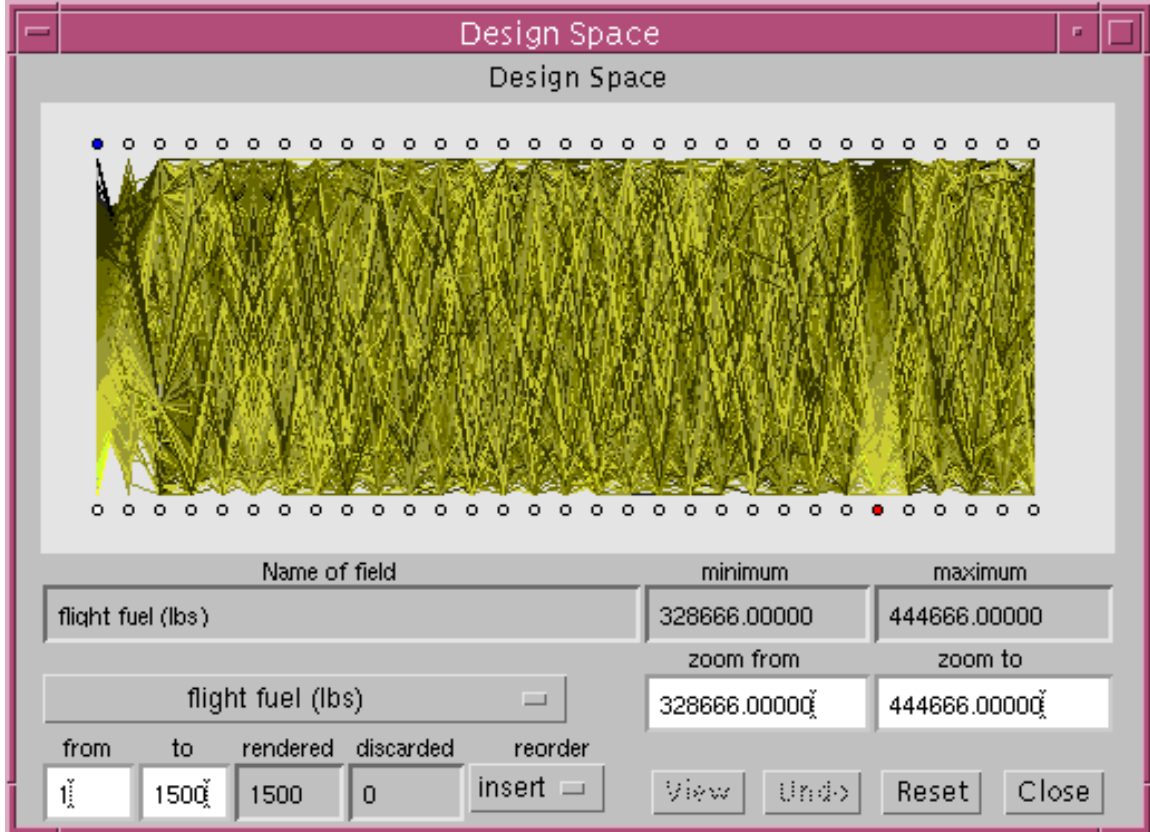 Design Space
Design Space
Name of field minimum maximum
flight fuel (lbs) 328666.00000 444666.00000
zoom from zoom to
flight fuel (lbs) 328666.00000 444666.00000
from to rendered discarded reorder
1 1500 1500 0 insert View Undo Reset Close